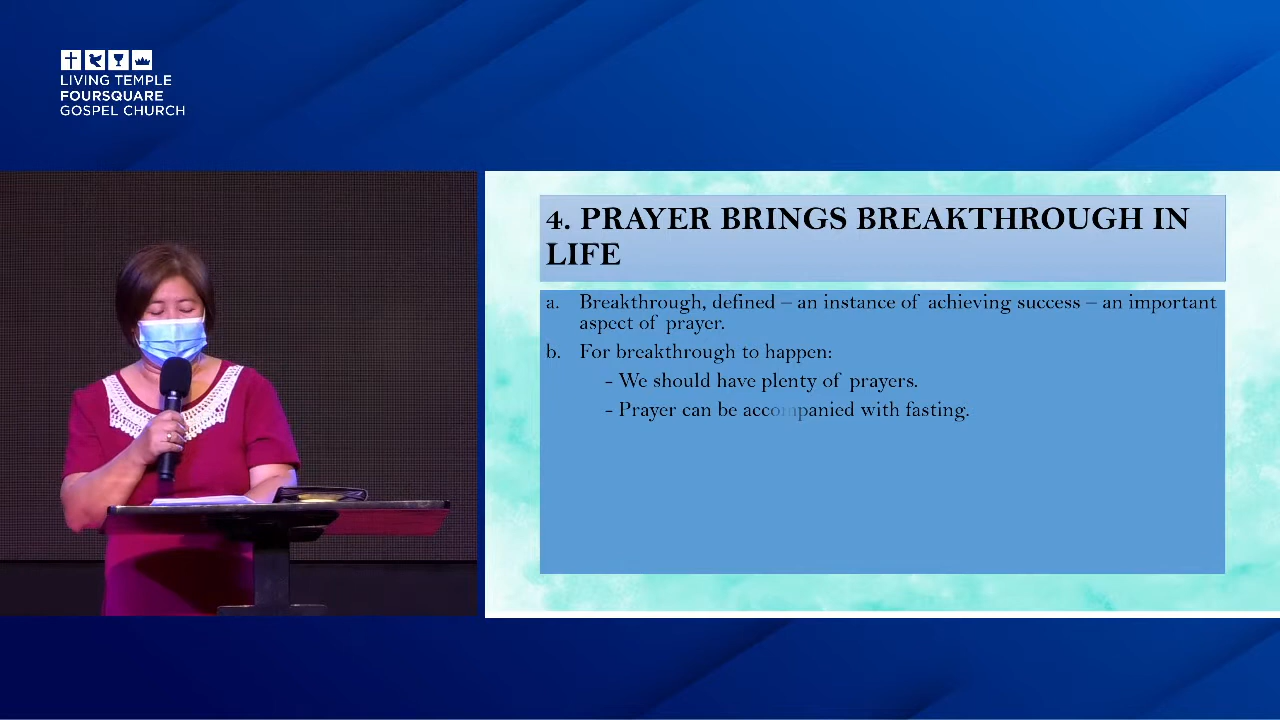 LIVING TEMPLE
FOURSQUARE
GOSPEL CHURCH
4. PRAYER BRINGS BREAKTHROUGH IN
LIFE
a. Breakthrough, defined – an instance of achieving success – an important
aspect of prayer.
b. For breakthrough to happen:
- We should have plenty of prayers.
- Prayer can be accompanied with fasting.